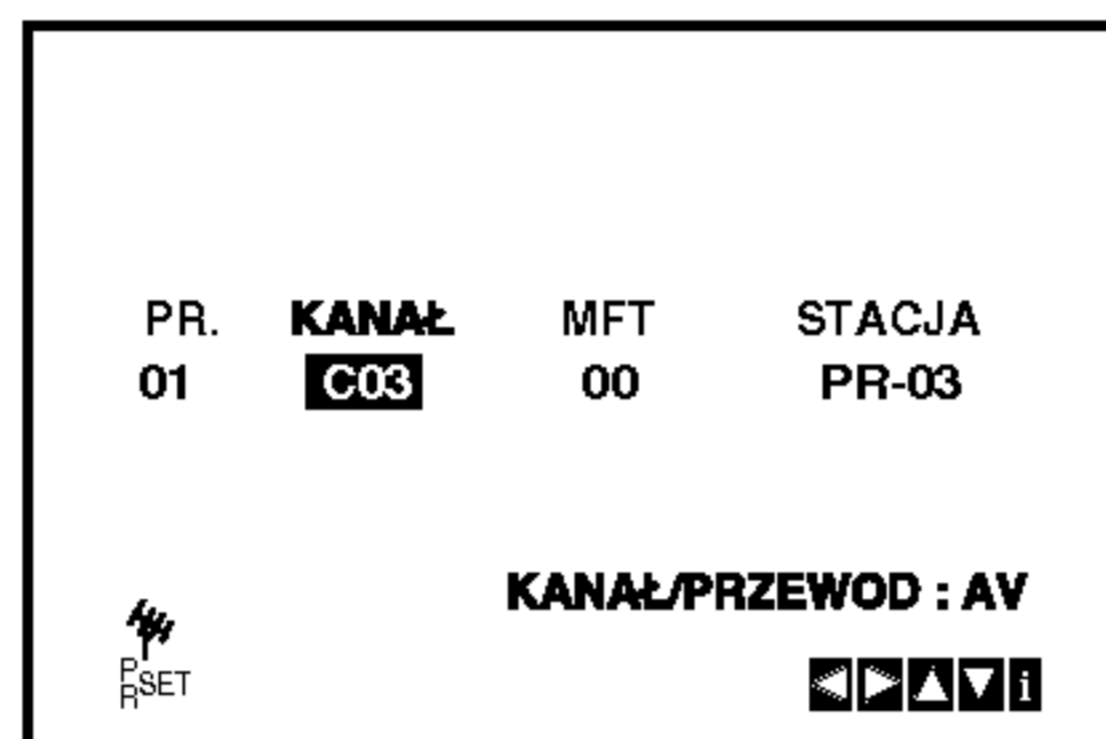 PR. KANAŁ MFT STACJA
01 C03 00 PR-03
KANAŁ/PRZEWOD : AV
PR SET
i